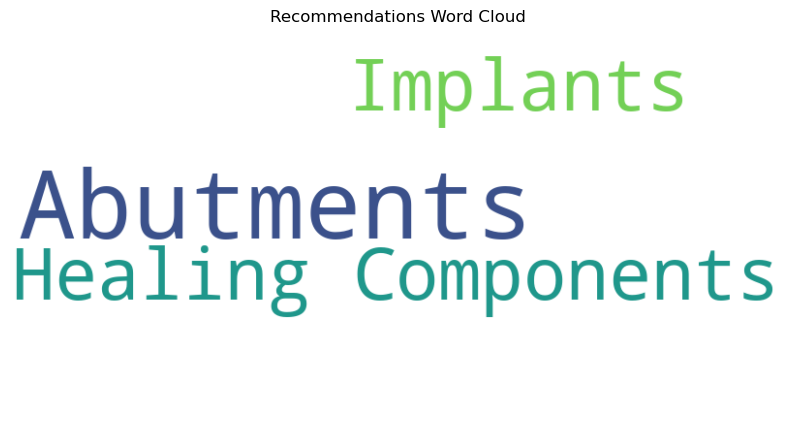 Recommendations Word Cloud
Implants
Abutments
Healing Components